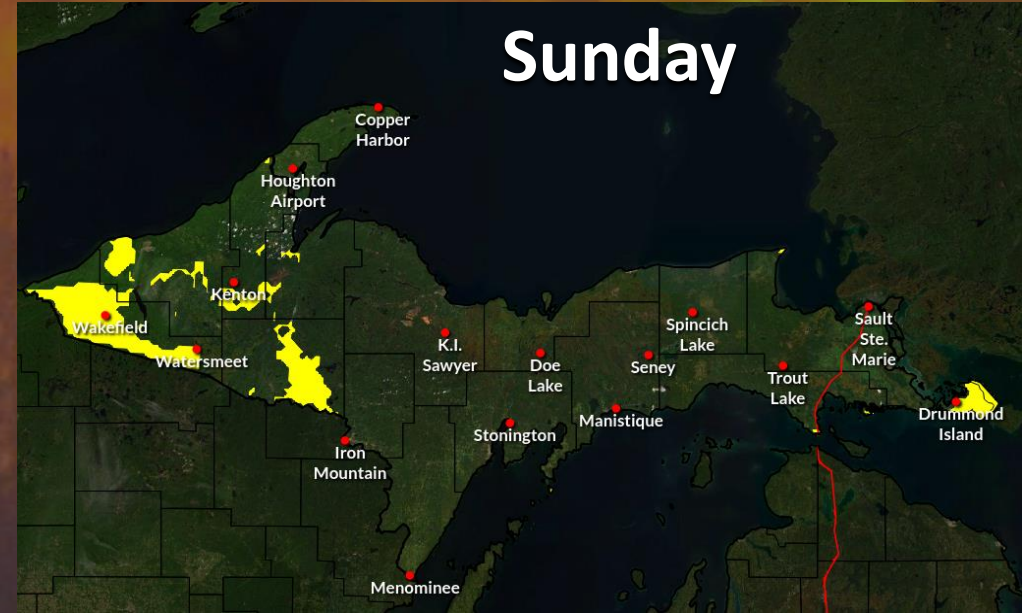 Sunday
Copper
Harbor
Houghton
Airport
Kenton
Wakefield
Watersmeet
K.I.
Sawyer
Doe
Lake
Seney
Spincich
Lake
Sault
Ste.
Marie
Trout
Lake
Drummond
Island
Manistique
Stonington
Iron
Mountain
Menominee